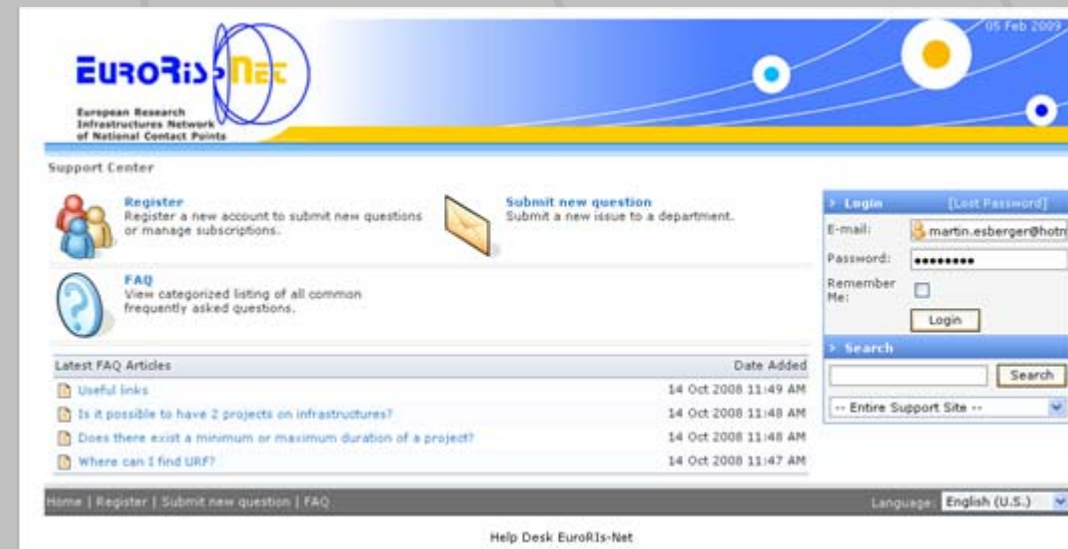 05 Feb 2009
EuroRis-Net
European Research
Infrastructures Network
of National Contact Points
Support Center
Register
Register a new account to submit new questions
or manage subscriptions.
Submit new question
Submit a new issue to a department.
FAQ
View categorized listing of all common
frequently asked questions.
> Login [Lost Password]
E-mail: martin.esberger@hotm
Password: ●●●●●●●●
Remember
Me:
Login
> Search
Search
-- Entire Support Site --
Latest FAQ Articles Date Added
Useful links 14 Oct 2008 11:49 AM
Is it possible to have 2 projects on infrastructures? 14 Oct 2008 11:48 AM
Does there exist a minimum or maximum duration of a project? 14 Oct 2008 11:48 AM
Where can I find URF? 14 Oct 2008 11:47 AM
Home | Register | Submit new question | FAQ Language: English (U.S.)
Help Desk EuroRIs-Net